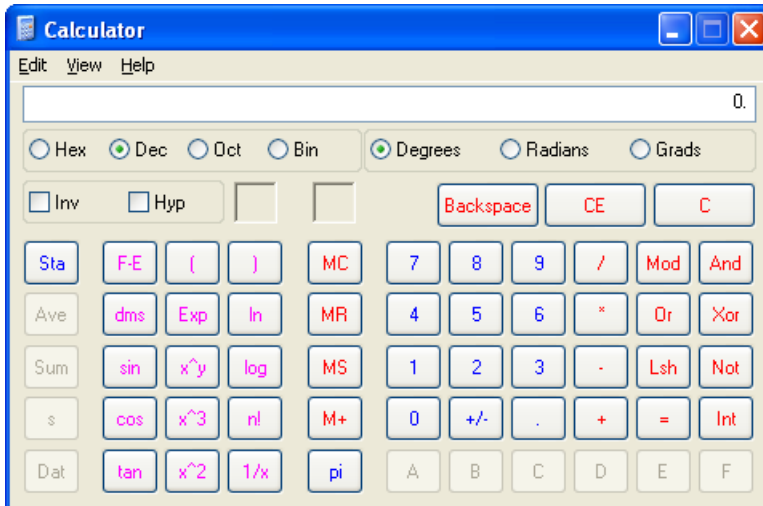 Calculator
Edit View Help
0.
Hex Dec Oct Bin Degrees Radians Grads
Inv Hyp Backspace CE C
Sta F-E ( ) MC 7 8 9 / Mod And
Ave dms Exp ln MR 4 5 6 * Or Xor
Sum sin x^y log MS 1 2 3 - Lsh Not
s cos x^3 n! M+ 0 +/- . + = Int
Dat tan x^2 1/x pi A B C D E F